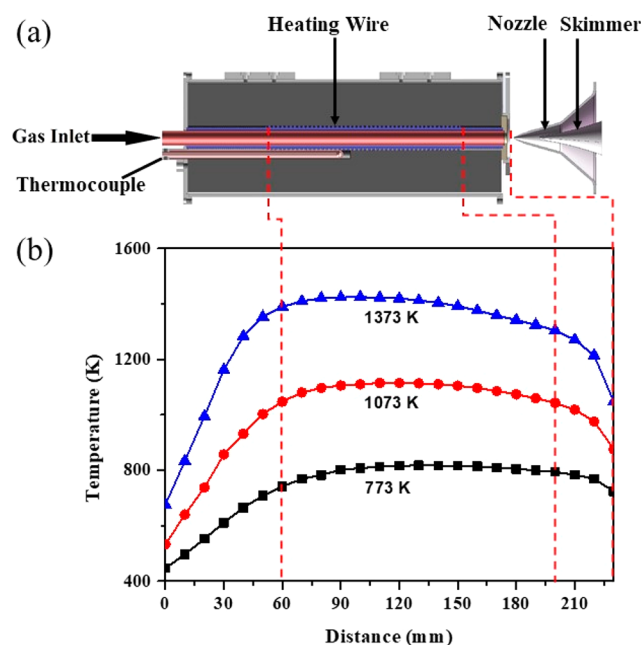 (a)
Heating Wire
Nozzle Skimmer
Gas Inlet
Thermocouple
(b)
1600
1200
800
400
Temperature (K)
1373 K
1073 K
773 K
0 30 60 90 120 150 180 210
Distance (mm)